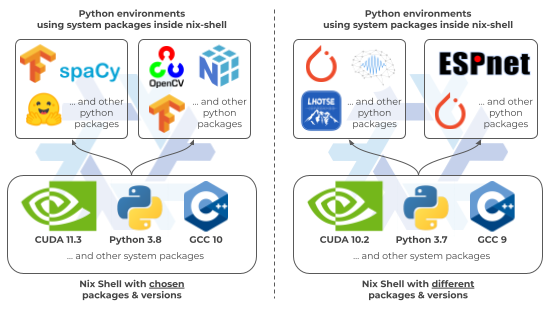 Python environments
using system packages inside nix-shell
spaCy
... and other
python
packages
OpenCV
... and other
python
packages
CUDA 11.3
Python 3.8
GCC 10
... and other system packages
Nix Shell with chosen
packages & versions
Python environments
using system packages inside nix-shell
LHOTSE
... and other
python
packages
ESPnet
... and other
python
packages
CUDA 10.2
Python 3.7
GCC 9
... and other system packages
Nix Shell with different
packages & versions